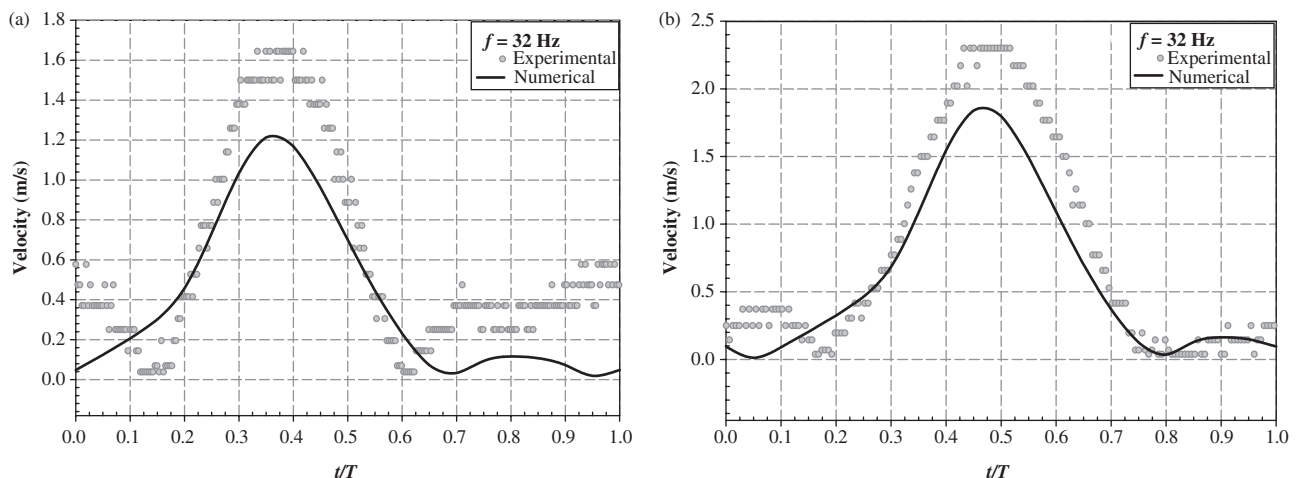 (a)
1.8
1.6
1.4
1.2
1.0
0.8
0.6
0.4
0.2
0.0
Velocity (m/s)
f = 32 Hz
Experimental
Numerical
0.0 0.1 0.2 0.3 0.4 0.5 0.6 0.7 0.8 0.9 1.0
t/T
(b)
2.5
2.0
1.5
1.0
0.5
0.0
Velocity (m/s)
f = 32 Hz
Experimental
Numerical
0.0 0.1 0.2 0.3 0.4 0.5 0.6 0.7 0.8 0.9 1.0
t/T